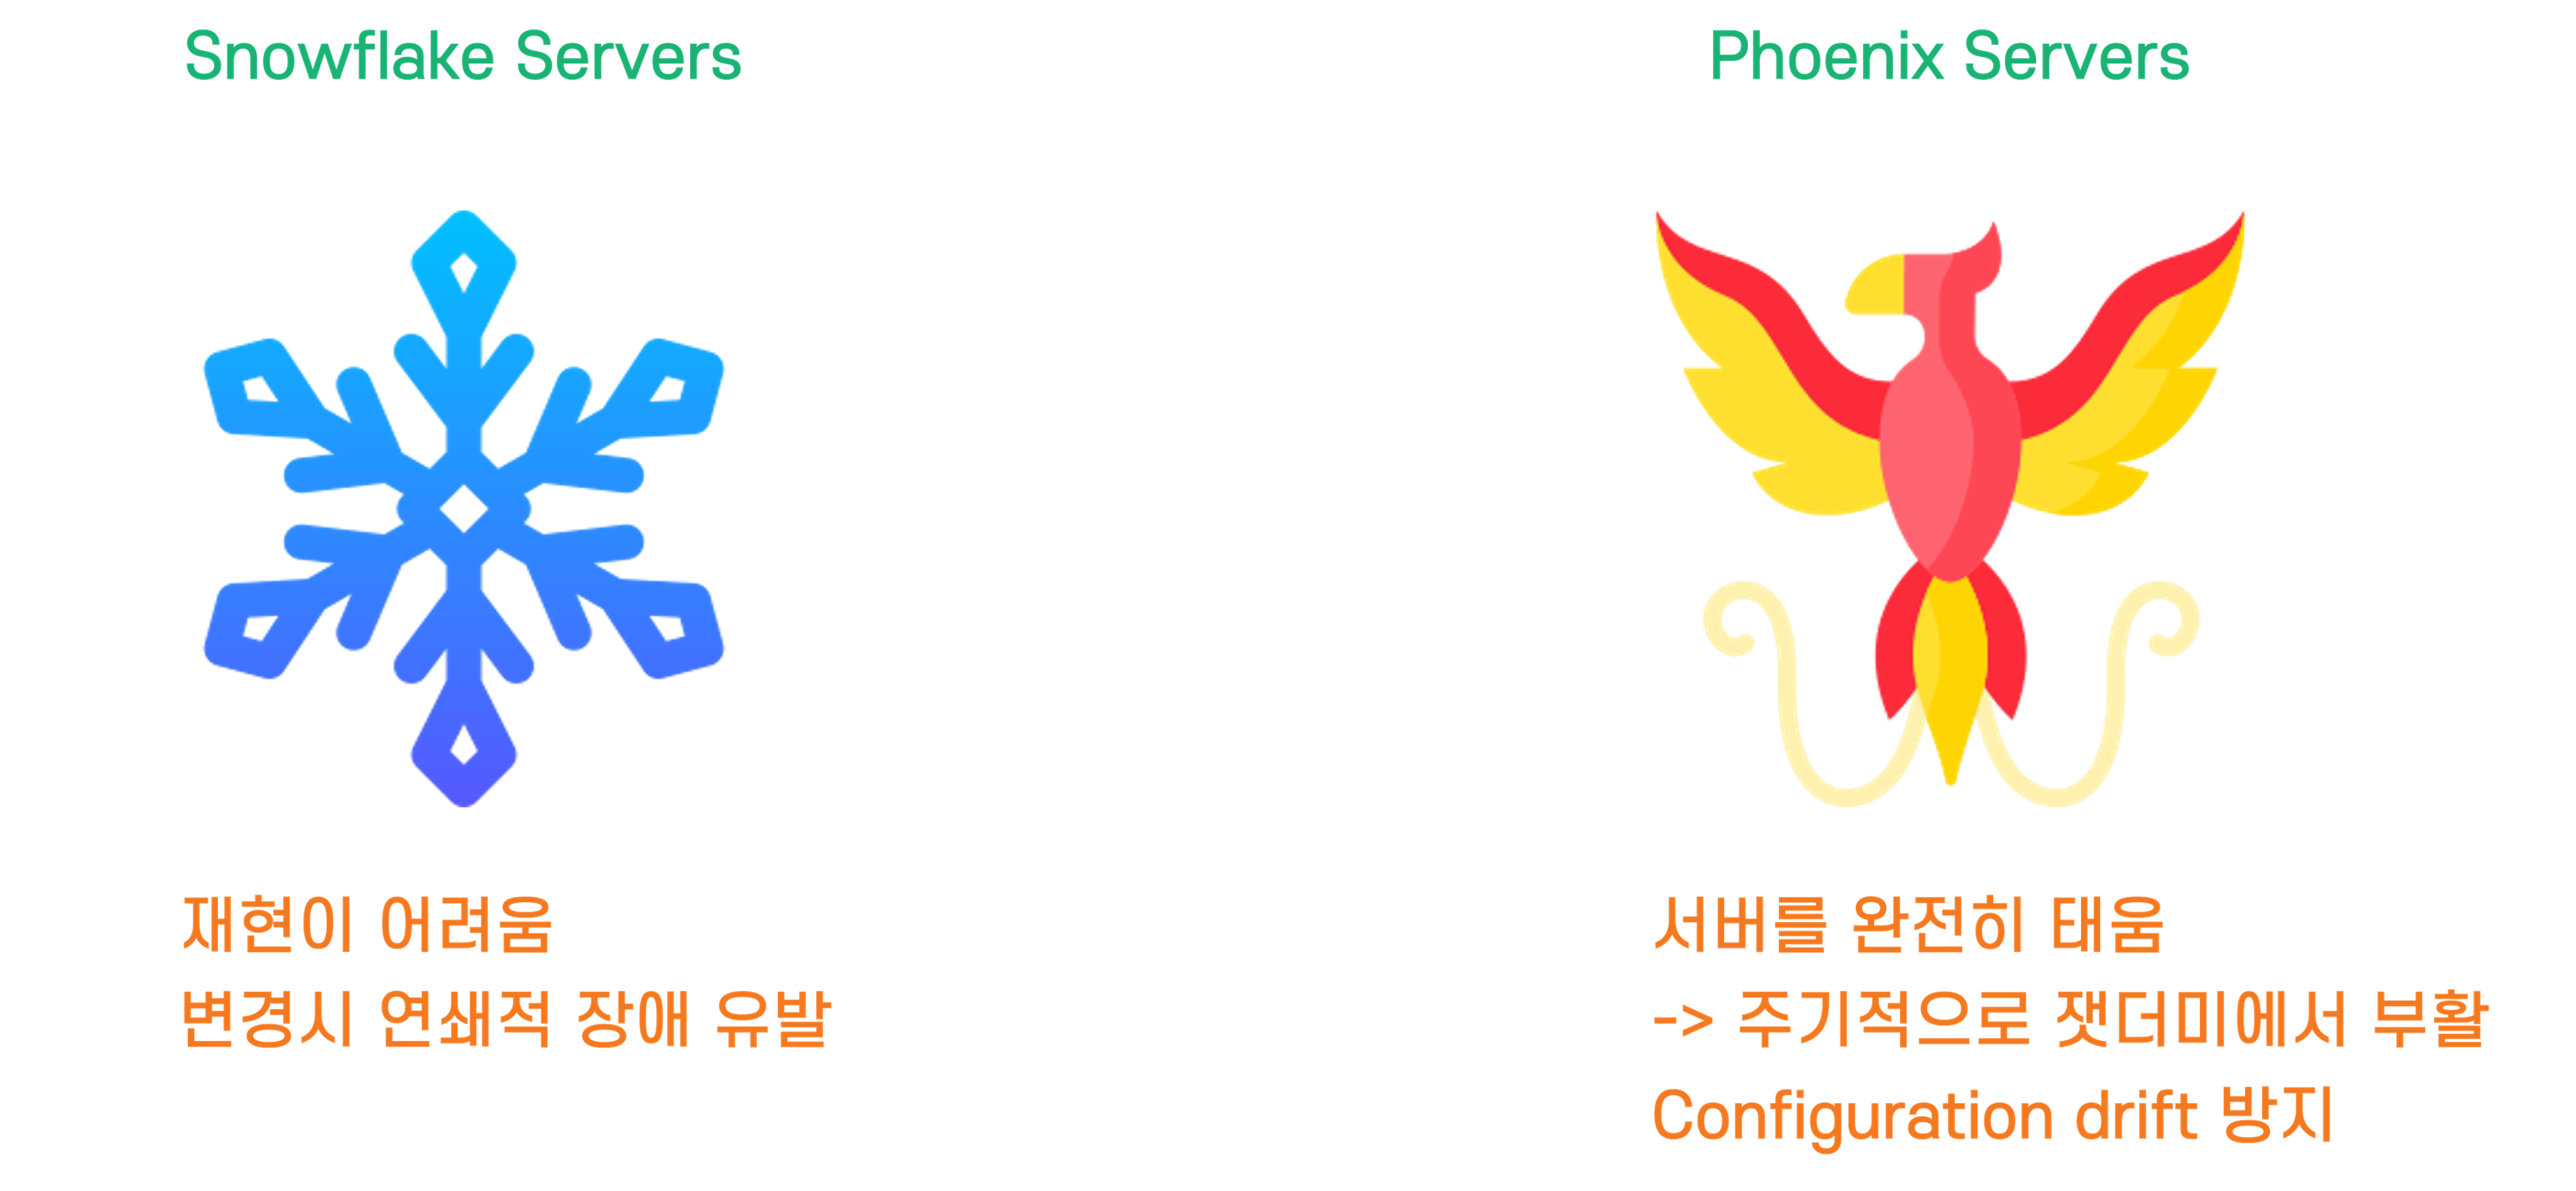 Snowflake Servers
재현이 어려움
변경시 연쇄적 장애 유발
Phoenix Servers
서버를 완전히 태움
-> 주기적으로 잿더미에서 부활
Configuration drift 방지